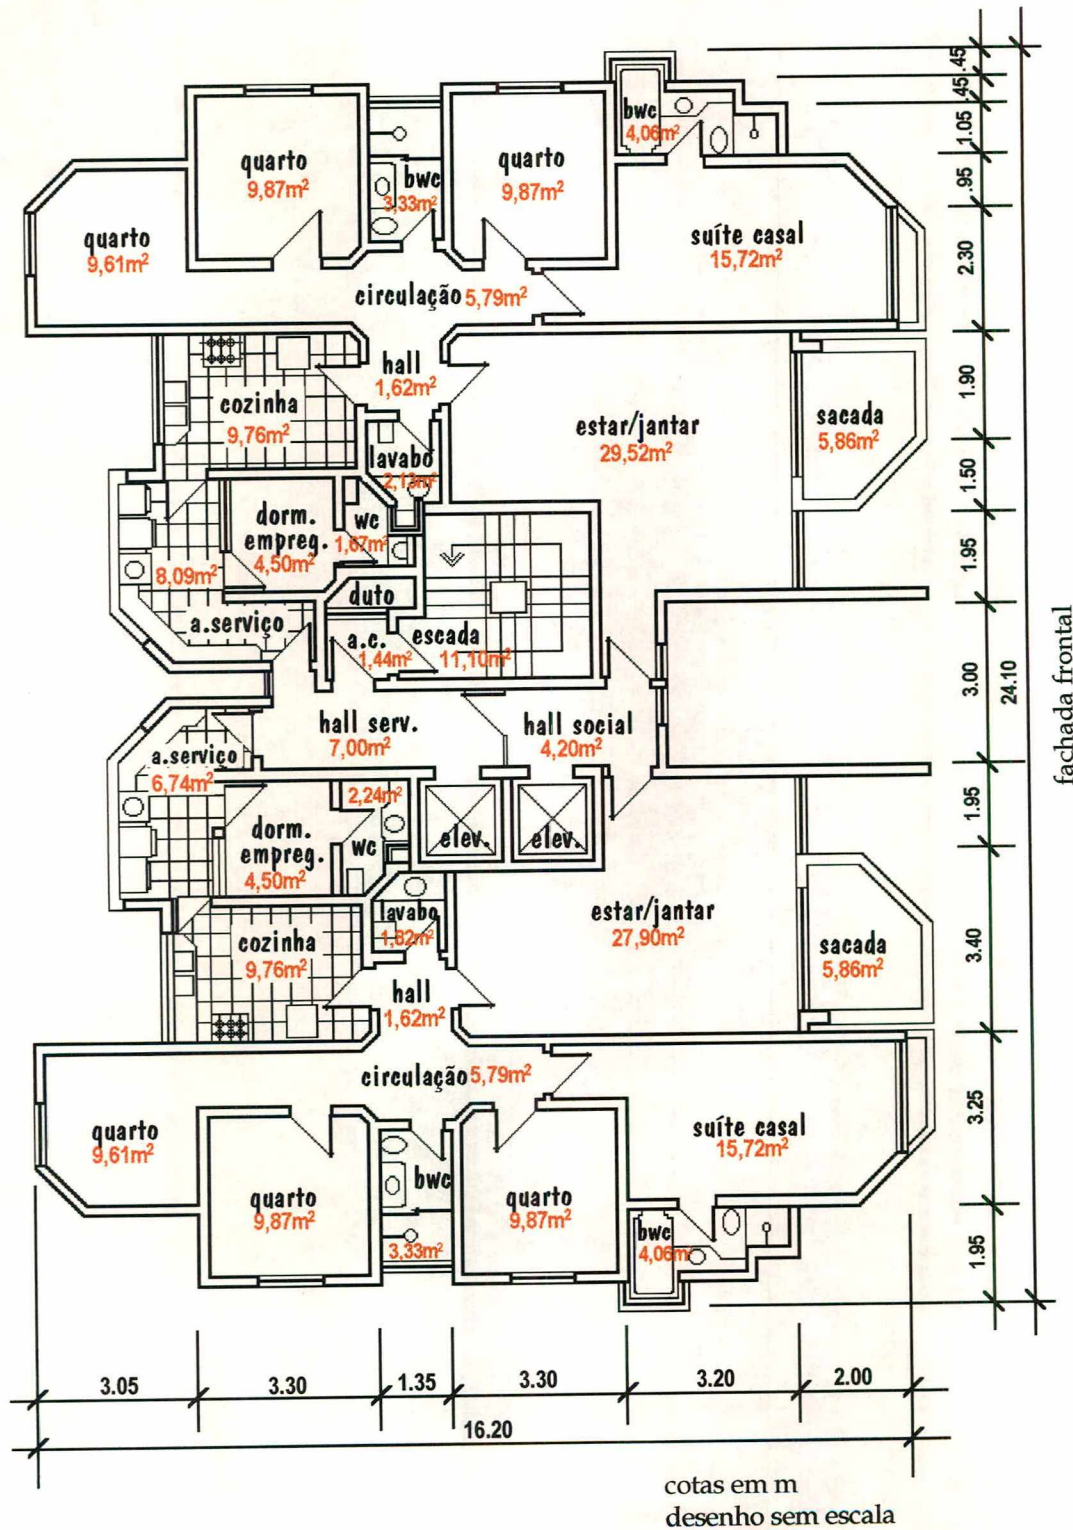 .45
.45
1.05
.95
2.30
1.90
1.50
1.95
3.00
24.10
1.95
3.40
3.25
1.95
fachada frontal
bwc
4,06m²
quarto
9,87m²
bwc
3,33m²
quarto
9,87m²
quarto
9,61m²
suíte casal
15,72m²
circulação 5,79m²
hall
1,62m²
cozinha
9,76m²
estar/jantar
29,52m²
sacada
5,86m²
lavabo
2,13m²
dorm.
empreg.
4,50m²
wc
1,67m²
8,09m²
a.serviço
duto
a.c.
1,44m²
escada
11,10m²
hall serv.
7,00m²
hall social
4,20m²
a.serviço
6,74m²
2,24m²
dorm.
empreg.
4,50m²
wc
elev.
elev.
lavabo
1,82m²
estar/jantar
27,90m²
cozinha
9,76m²
sacada
5,86m²
hall
1,62m²
circulação 5,79m²
quarto
9,61m²
suíte casal
15,72m²
bwc
3,33m²
quarto
9,87m²
quarto
9,87m²
bwc
4,06m²
3.05
3.30
1.35
3.30
3.20
2.00
16.20
cotas em m
desenho sem escala